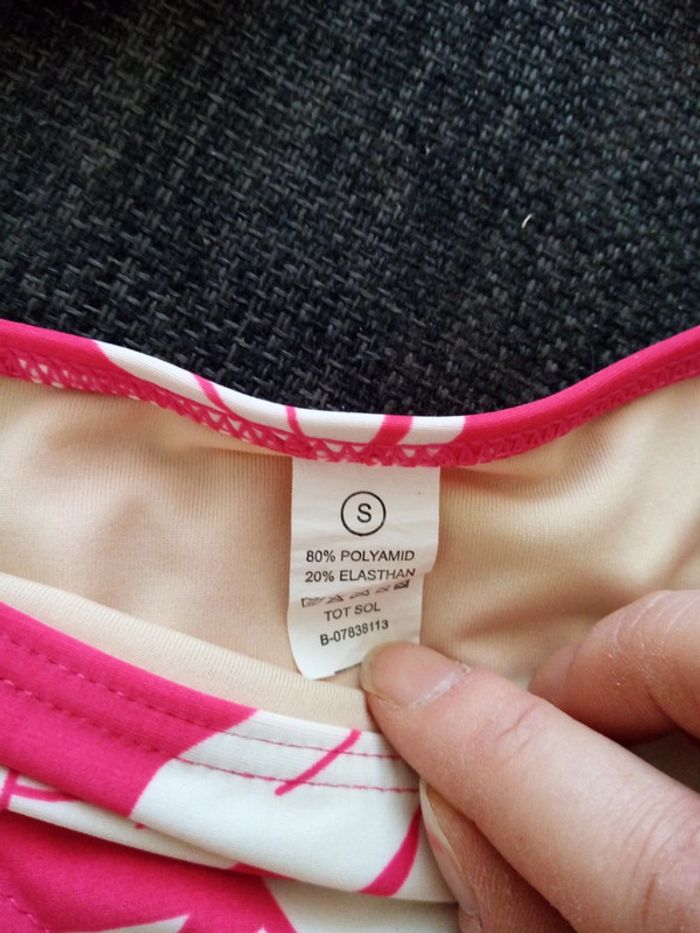 S
80% POLYAMID
20% ELASTHAN
TOT SOL
B-07838113